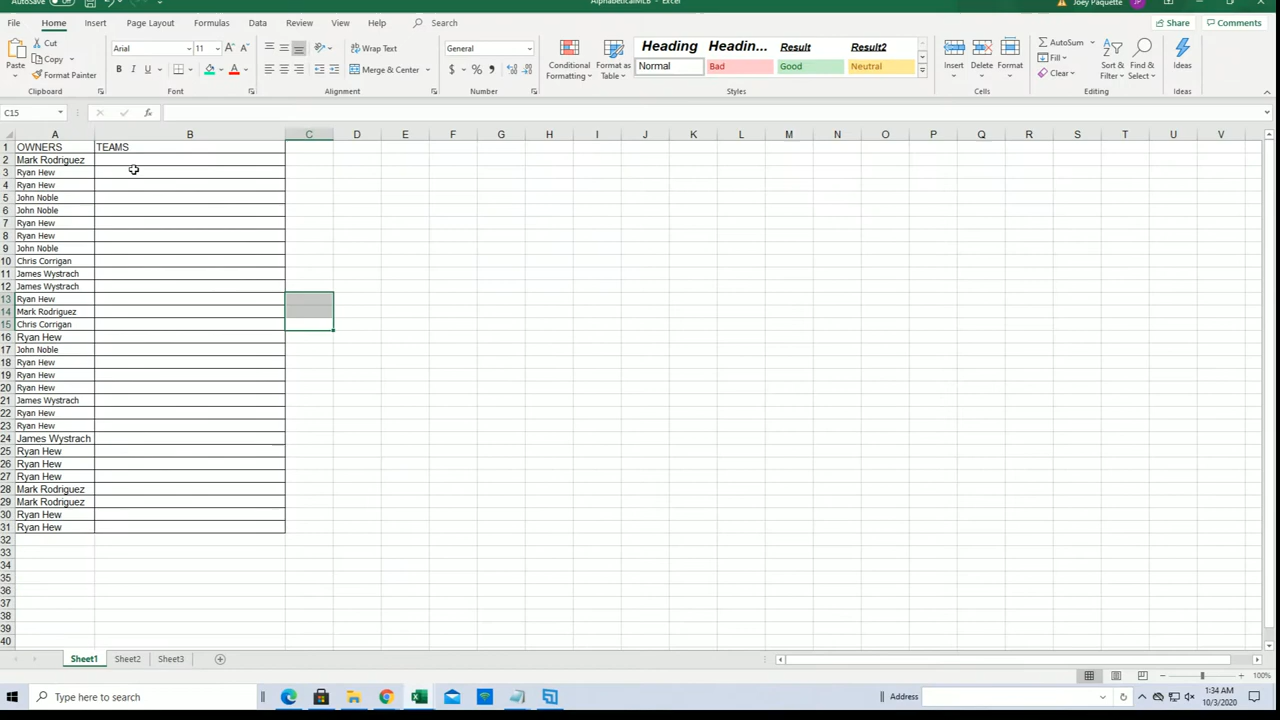 AutoSave Off AlphabeticalMLB - Excel Joey Paquette JP
File Home Insert Page Layout Formulas Data Review View Help Search Share Comments
Cut Arial 11 Wrap Text General Heading Headin... Result Result2 AutoSum
Copy Fill
Paste Format Painter B I U Merge & Center $ % Conditional Formatting Format as Table Normal Bad Good Neutral Insert Delete Format Clear Sort & Filter Find & Select Ideas
Clipboard Font Alignment Number Styles Cells Editing Ideas
C15 fx
A B C D E F G H I J K L M N O P Q R S T U V
1 OWNERS TEAMS
2 Mark Rodriguez
3 Ryan Hew
4 Ryan Hew
5 John Noble
6 John Noble
7 Ryan Hew
8 Ryan Hew
9 John Noble
10 Chris Corrigan
11 James Wystrach
12 James Wystrach
13 Ryan Hew
14 Mark Rodriguez
15 Chris Corrigan
16 Ryan Hew
17 John Noble
18 Ryan Hew
19 Ryan Hew
20 Ryan Hew
21 James Wystrach
22 Ryan Hew
23 Ryan Hew
24 James Wystrach
25 Ryan Hew
26 Ryan Hew
27 Ryan Hew
28 Mark Rodriguez
29 Mark Rodriguez
30 Ryan Hew
31 Ryan Hew
32
33
34
35
36
37
38
39
40
Sheet1 Sheet2 Sheet3
100%
Type here to search Address 1:34 AM
10/3/2020